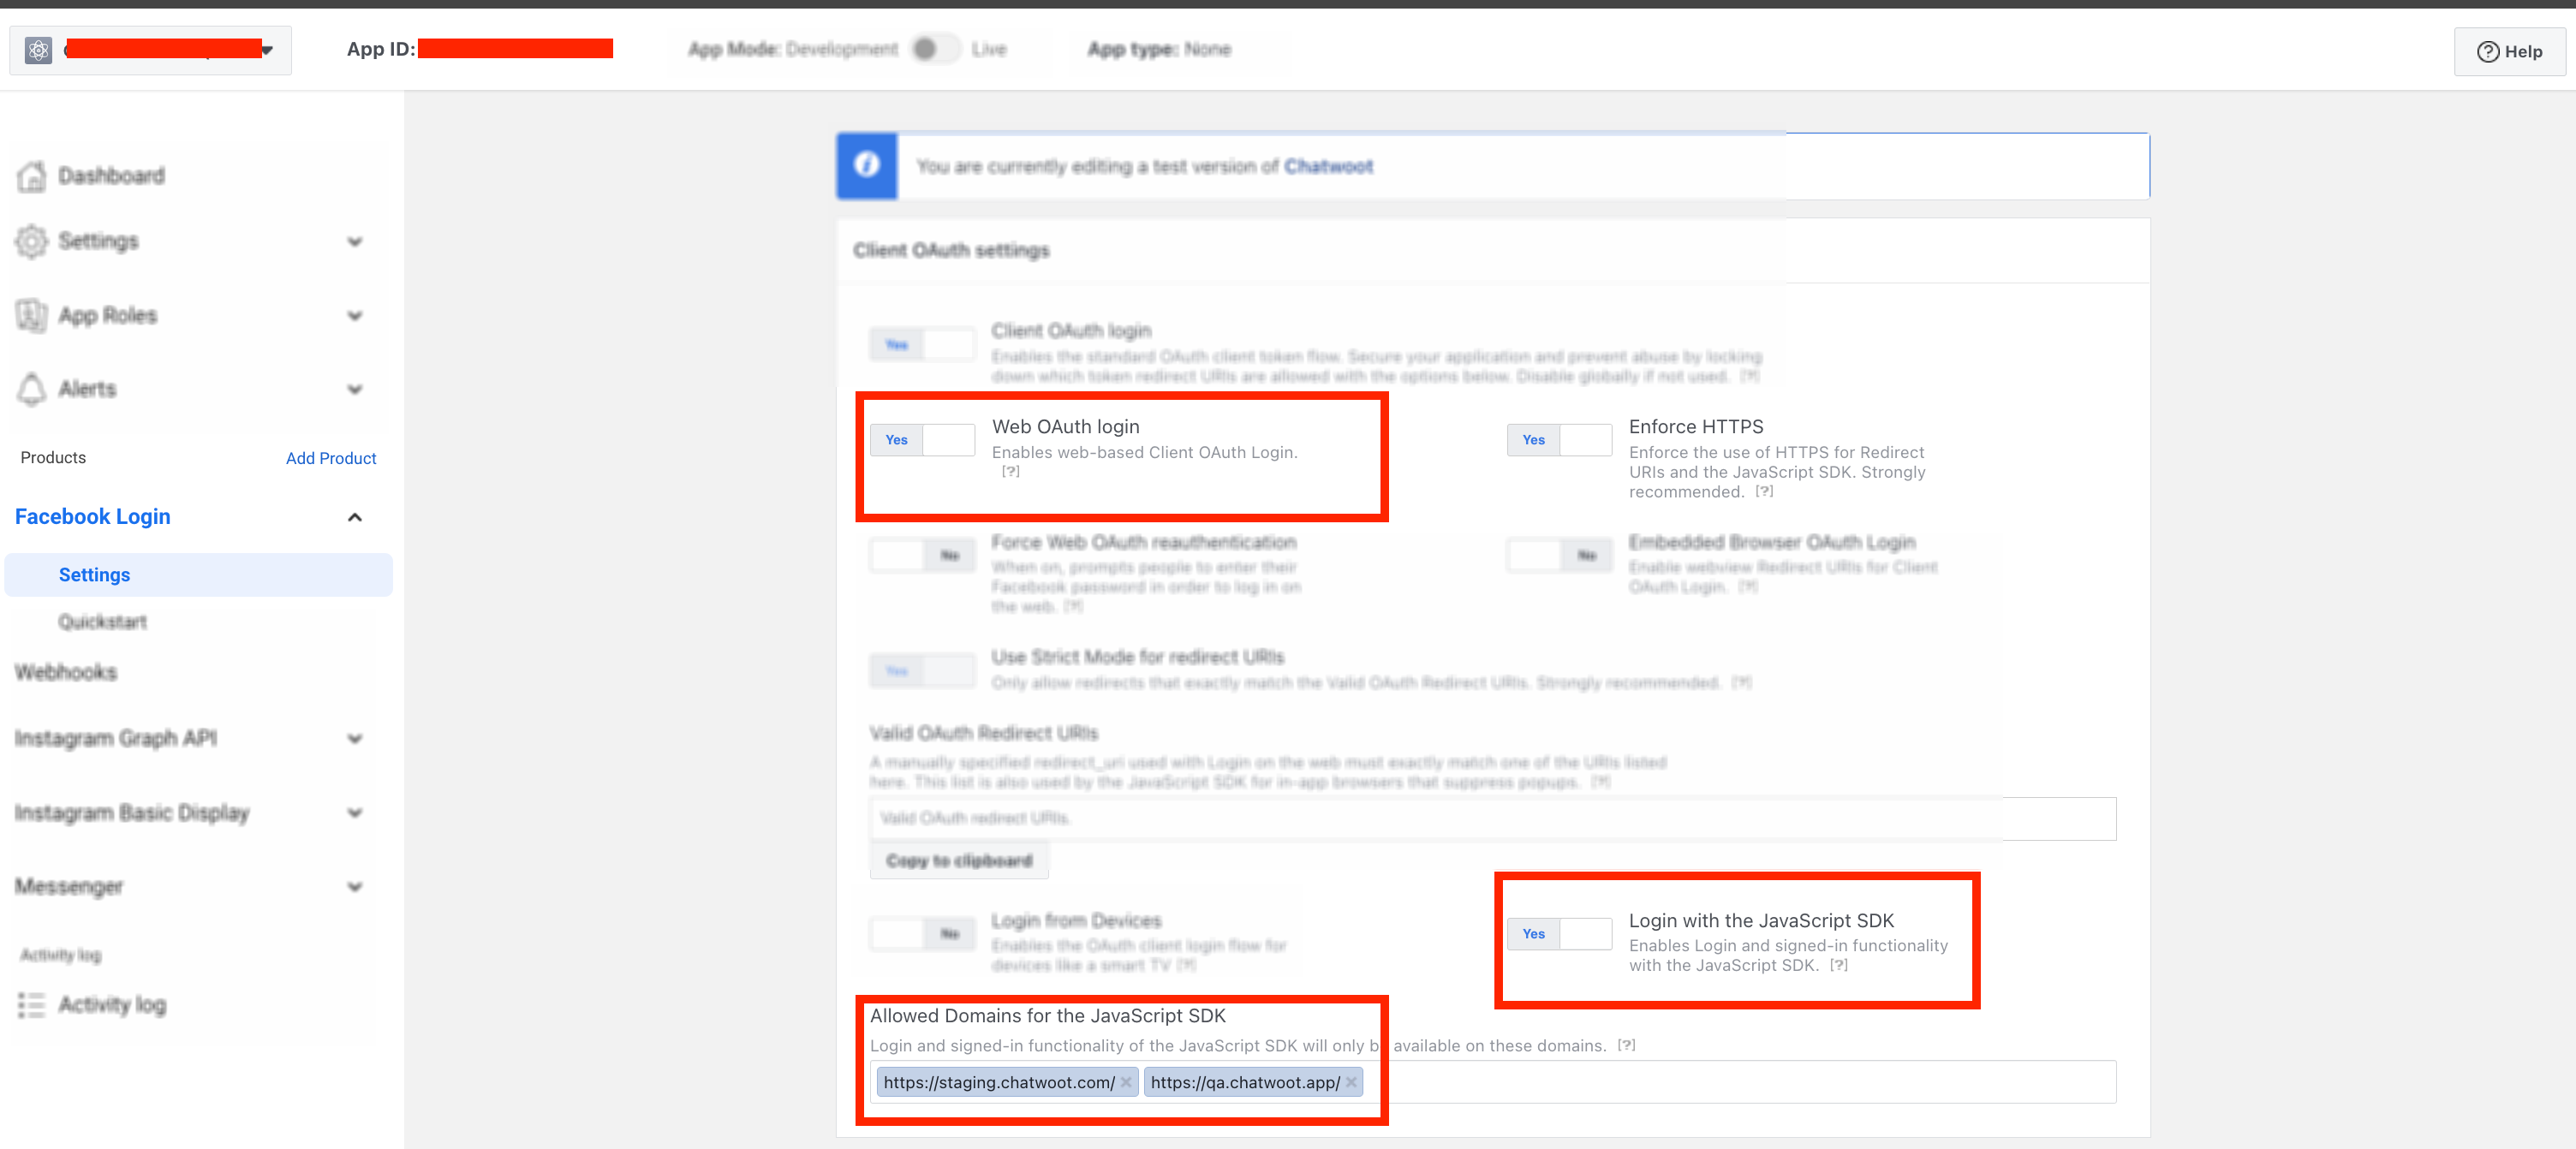 App ID:
App Mode: Development
Live
App type: None
Help
Dashboard
Settings
App Roles
Alerts
Products
Add Product
Facebook Login
Settings
Quickstart
Webhooks
Instagram Graph API
Instagram Basic Display
Messenger
Activity log
Activity log
You are currently editing a test version of Chatwoot
Client OAuth settings
Yes
Client OAuth login
Enables the standard OAuth client token flow. Secure your application and prevent abuse by locking
down which token redirect URIs are allowed with the options below. Disable globally if not used. [?]
Yes
Web OAuth login
Enables web-based Client OAuth Login.
[?]
Yes
Enforce HTTPS
Enforce the use of HTTPS for Redirect
URIs and the JavaScript SDK. Strongly
recommended. [?]
No
Force Web OAuth reauthentication
When on, prompts people to enter their
Facebook password in order to log in on
the web. [?]
No
Embedded Browser OAuth Login
Enable webview Redirect URIs for Client
OAuth Login. [?]
Yes
Use Strict Mode for redirect URIs
Only allow redirects that exactly match the Valid OAuth Redirect URIs. Strongly recommended. [?]
Valid OAuth Redirect URIs
A manually specified redirect_uri used with Login on the web must exactly match one of the URIs listed
here. This list is also used by the JavaScript SDK for in-app browsers that suppress popups. [?]
Valid OAuth redirect URIs.
Copy to clipboard
No
Login from Devices
Enables the OAuth client login flow for
devices like a smart TV [?]
Yes
Login with the JavaScript SDK
Enables Login and signed-in functionality
with the JavaScript SDK. [?]
Allowed Domains for the JavaScript SDK
Login and signed-in functionality of the JavaScript SDK will only b available on these domains. [?]
https://staging.chatwoot.com/ × https://qa.chatwoot.app/ ×